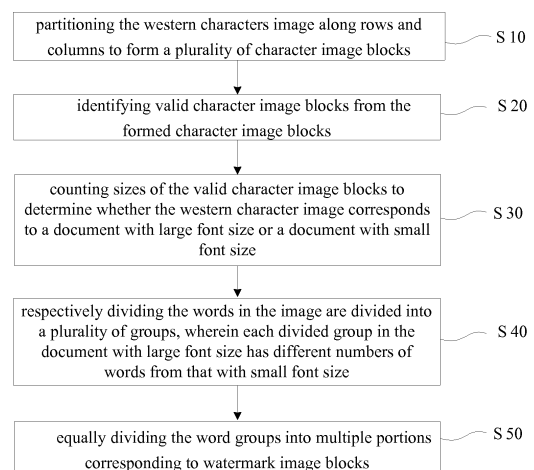 partitioning the western characters image along rows and
columns to form a plurality of character image blocks
S 10
identifying valid character image blocks from the
formed character image blocks
S 20
counting sizes of the valid character image blocks to
determine whether the western character image corresponds
to a document with large font size or a document with small
font size
S 30
respectively dividing the words in the image are divided into
a plurality of groups, wherein each divided group in the
document with large font size has different numbers of
words from that with small font size
S 40
equally dividing the word groups into multiple portions
corresponding to watermark image blocks
S 50